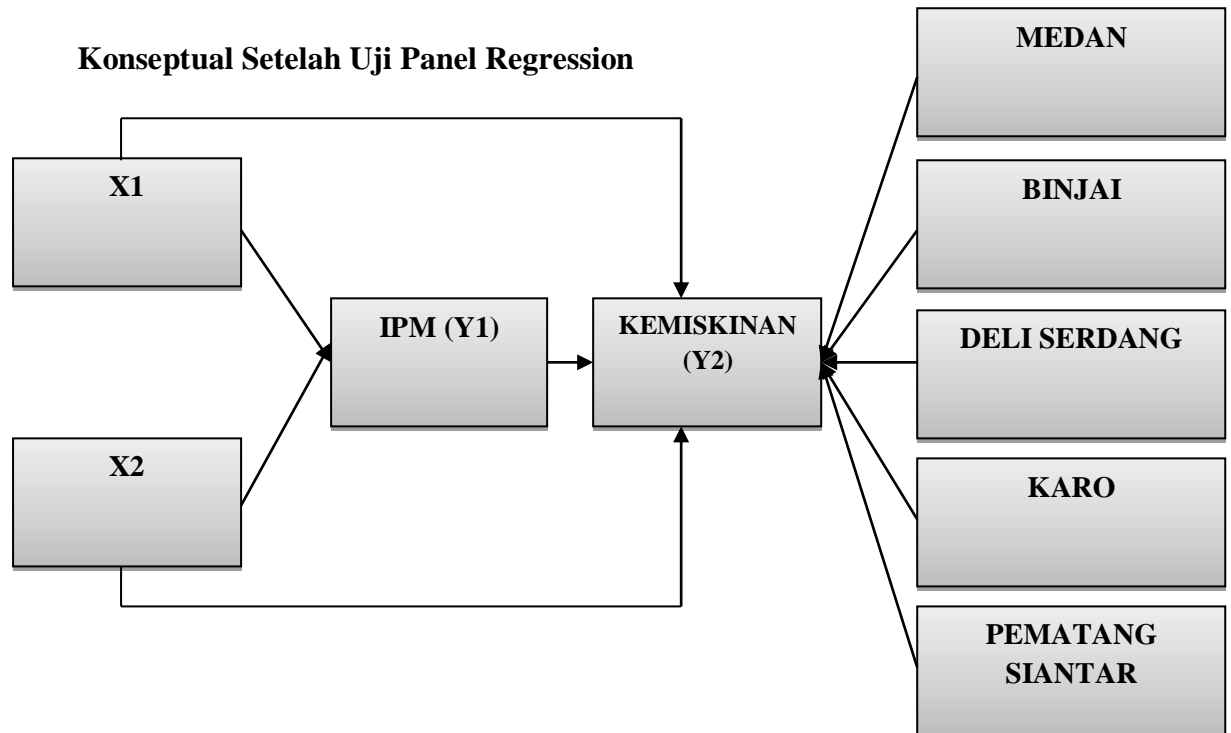 Konseptual Setelah Uji Panel Regression
X1
X2
IPM (Y1)
KEMISKINAN
(Y2)
MEDAN
BINJAI
DELI SERDANG
KARO
PEMATANG
SIANTAR